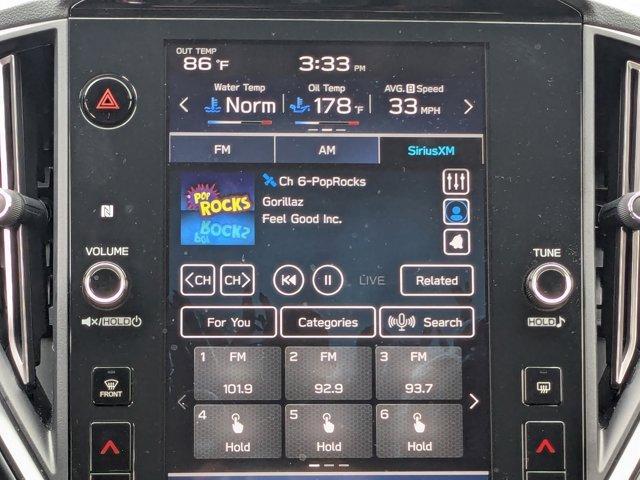 OUT TEMP
86 °F
3:33 PM
Water Temp
Norm
Oil Temp
178 °F
AVG. B Speed
33 MPH
FM
AM
SiriusXM
POP
ROCKS
Ch 6-PopRocks
Gorillaz
Feel Good Inc.
VOLUME
HOLD
TUNE
HOLD
<CH
CH>
LIVE
Related
For You
Categories
Search
1 FM
101.9
2 FM
92.9
3 FM
93.7
4
Hold
5
Hold
6
Hold
FRONT